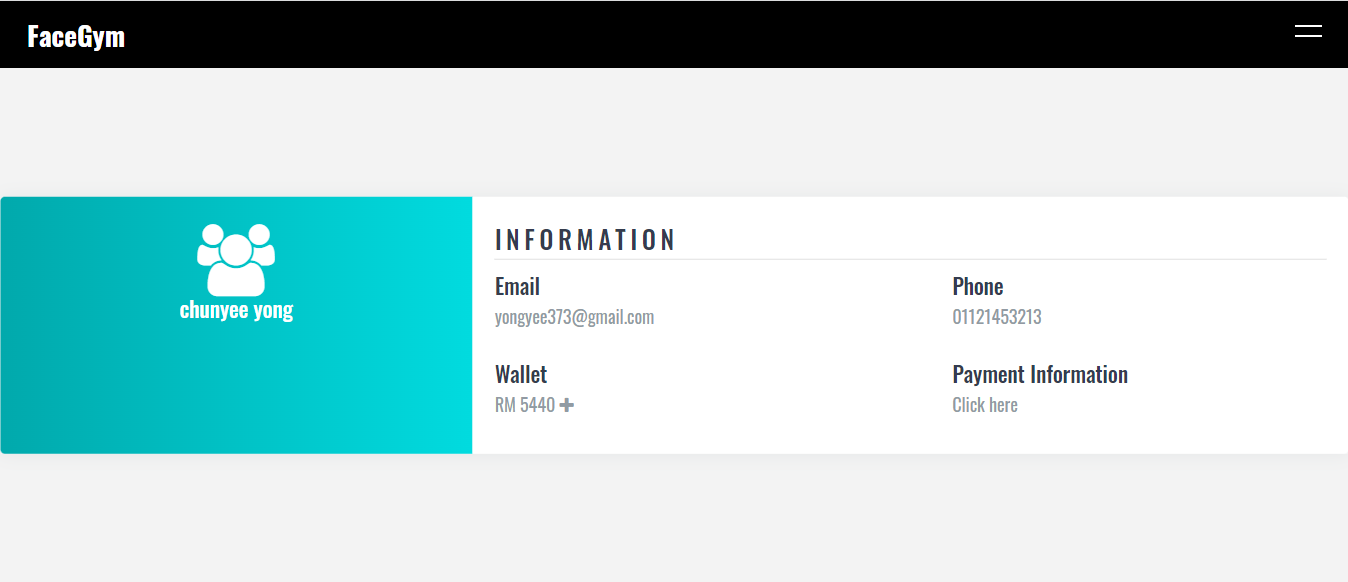 FaceGym
chunyee yong
INFORMATION
Email
yongyee373@gmail.com
Phone
01121453213
Wallet
RM 5440
Payment Information
Click here